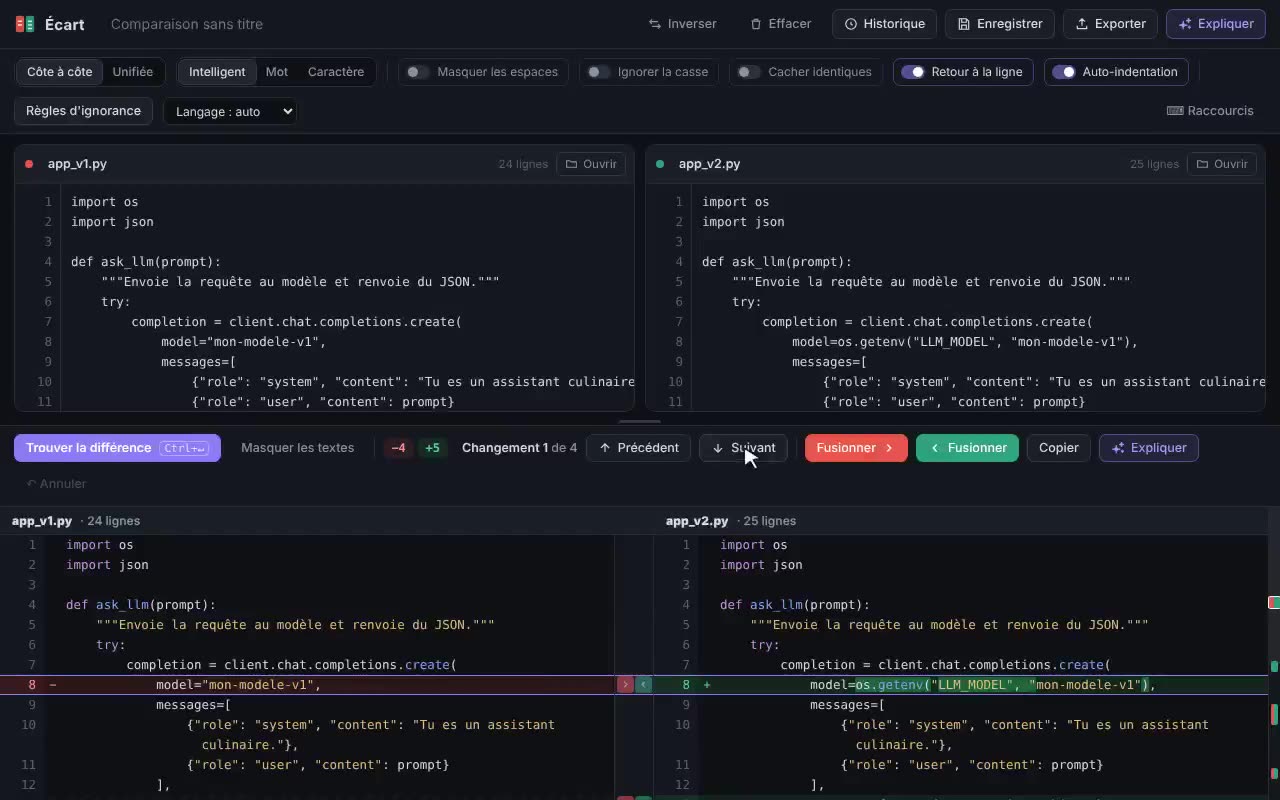 Écart Comparaison sans titre Inverser Effacer Historique Enregistrer Exporter Expliquer
Côte à côte Unifiée Intelligent Mot Caractère Masquer les espaces Ignorer la casse Cacher identiques Retour à la ligne Auto-indentation
Règles d'ignorance Langage : auto Raccourcis
app_v1.py 24 lignes Ouvrir
1 import os
2 import json
3
4 def ask_llm(prompt):
5 """Envoie la requête au modèle et renvoie du JSON."""
6 try:
7 completion = client.chat.completions.create(
8 model="mon-modele-v1",
9 messages=[
10 {"role": "system", "content": "Tu es un assistant culinaire
11 {"role": "user", "content": prompt}
app_v2.py 25 lignes Ouvrir
1 import os
2 import json
3
4 def ask_llm(prompt):
5 """Envoie la requête au modèle et renvoie du JSON."""
6 try:
7 completion = client.chat.completions.create(
8 model=os.getenv("LLM_MODEL", "mon-modele-v1"),
9 messages=[
10 {"role": "system", "content": "Tu es un assistant culinaire
11 {"role": "user", "content": prompt}
Trouver la différence Ctrl+↵ Masquer les textes −4 +5 Changement 1 de 4 ↑ Précédent ↓ Suivant Fusionner › ‹ Fusionner Copier Expliquer
↶ Annuler
app_v1.py · 24 lignes
1 import os
2 import json
3
4 def ask_llm(prompt):
5 """Envoie la requête au modèle et renvoie du JSON."""
6 try:
7 completion = client.chat.completions.create(
8 − model="mon-modele-v1",
9 messages=[
10 {"role": "system", "content": "Tu es un assistant
culinaire."},
11 {"role": "user", "content": prompt}
12 ],
app_v2.py · 25 lignes
1 import os
2 import json
3
4 def ask_llm(prompt):
5 """Envoie la requête au modèle et renvoie du JSON."""
6 try:
7 completion = client.chat.completions.create(
8 + model=os.getenv("LLM_MODEL", "mon-modele-v1"),
9 messages=[
10 {"role": "system", "content": "Tu es un assistant
culinaire."},
11 {"role": "user", "content": prompt}
12 ],